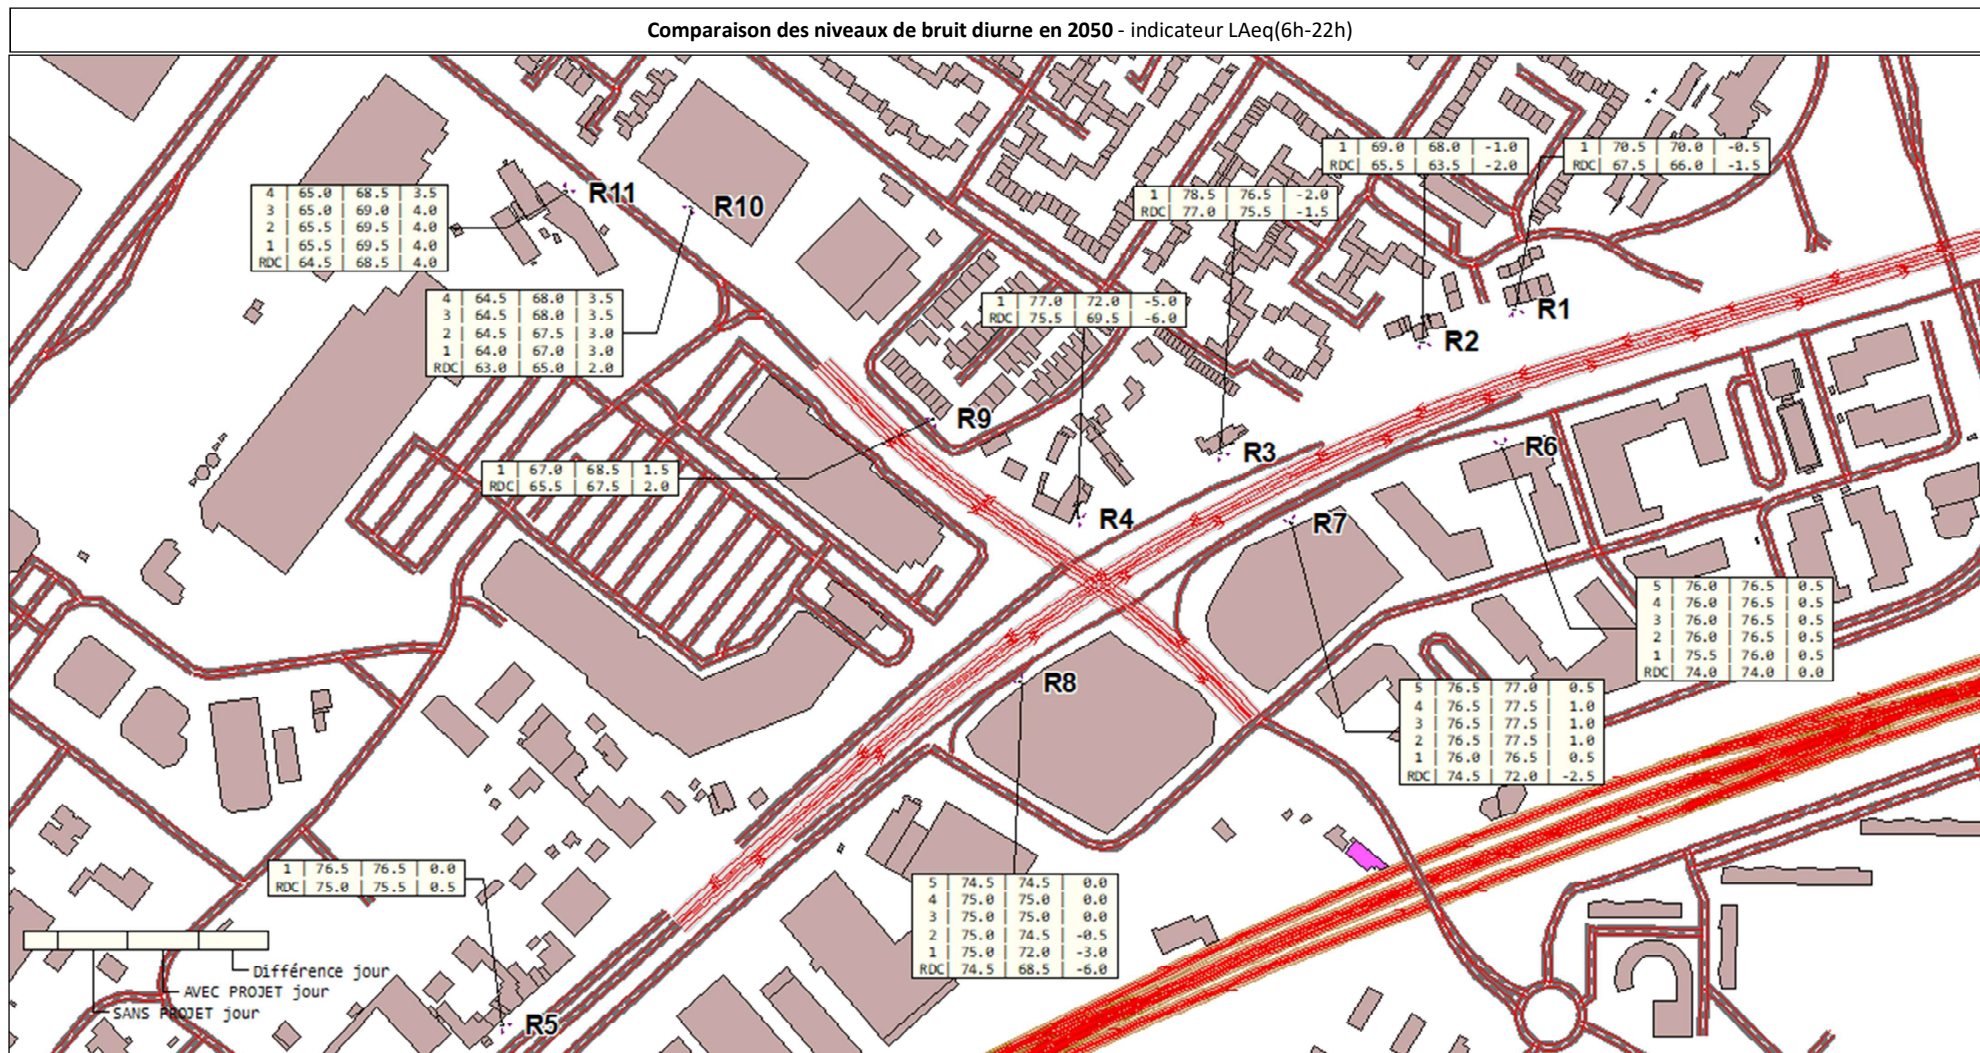 Comparaison des niveaux de bruit diurne en 2050 - indicateur LAeq(6h-22h)
1 | 69.0 | 68.0 | -1.0
RDC| 65.5 | 63.5 | -2.0
1 | 70.5 | 70.0 | -0.5
RDC| 67.5 | 66.0 | -1.5
4 | 65.0 | 68.5 | 3.5
3 | 65.0 | 69.0 | 4.0
2 | 65.5 | 69.5 | 4.0
1 | 65.5 | 69.5 | 4.0
RDC| 64.5 | 68.5 | 4.0
R11
R10
1 | 78.5 | 76.5 | -2.0
RDC| 77.0 | 75.5 | -1.5
4 | 64.5 | 68.0 | 3.5
3 | 64.5 | 68.0 | 3.5
2 | 64.5 | 67.5 | 3.0
1 | 64.0 | 67.0 | 3.0
RDC| 63.0 | 65.0 | 2.0
1 | 77.0 | 72.0 | -5.0
RDC| 75.5 | 69.5 | -6.0
R1
R2
R9
R3
R6
1 | 67.0 | 68.5 | 1.5
RDC| 65.5 | 67.5 | 2.0
R4
R7
5 | 76.0 | 76.5 | 0.5
4 | 76.0 | 76.5 | 0.5
3 | 76.0 | 76.5 | 0.5
2 | 76.0 | 76.5 | 0.5
1 | 75.5 | 76.0 | 0.5
RDC| 74.0 | 74.0 | 0.0
R8
5 | 76.5 | 77.0 | 0.5
4 | 76.5 | 77.5 | 1.0
3 | 76.5 | 77.5 | 1.0
2 | 76.5 | 77.5 | 1.0
1 | 76.0 | 76.5 | 0.5
RDC| 74.5 | 72.0 | -2.5
1 | 76.5 | 76.5 | 0.0
RDC| 75.0 | 75.5 | 0.5
5 | 74.5 | 74.5 | 0.0
4 | 75.0 | 75.0 | 0.0
3 | 75.0 | 75.0 | 0.0
2 | 75.0 | 74.5 | -0.5
1 | 75.0 | 72.0 | -3.0
RDC| 74.5 | 68.5 | -6.0
Différence jour
AVEC PROJET jour
SANS PROJET jour
R5